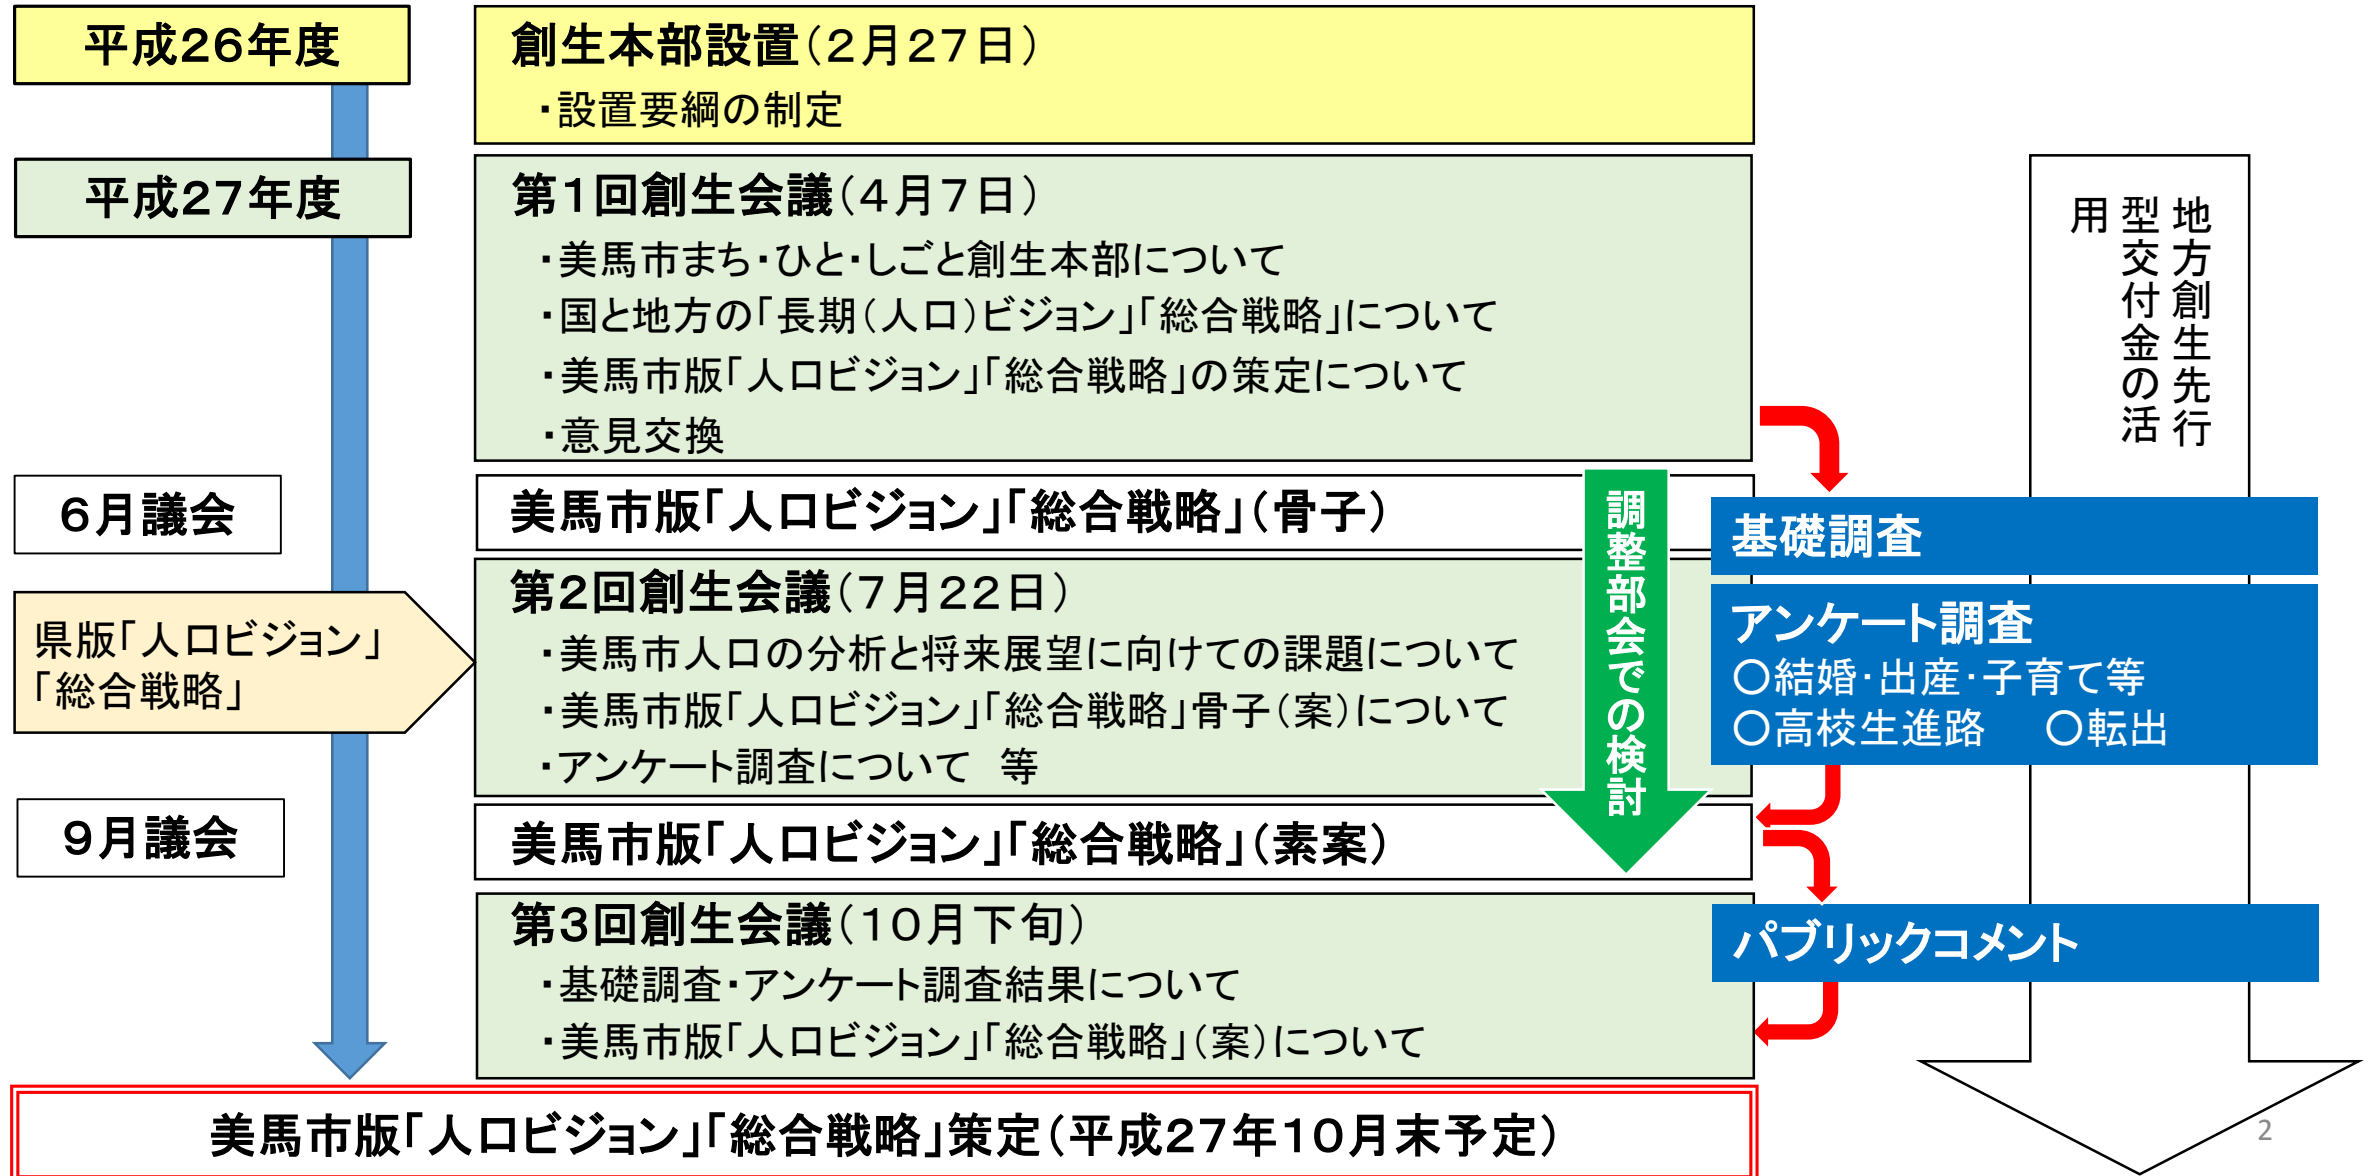 平成26年度
創生本部設置(2月27日)
・設置要綱の制定
平成27年度
第1回創生会議(4月7日)
・美馬市まち・ひと・しごと創生本部について
・国と地方の「長期(人口)ビジョン」「総合戦略」について
・美馬市版「人口ビジョン」「総合戦略」の策定について
・意見交換
地方創生先行
型交付金の活
用
6月議会
美馬市版「人口ビジョン」「総合戦略」(骨子)
調整部会での検討
基礎調査
第2回創生会議(7月22日)
・美馬市人口の分析と将来展望に向けての課題について
・美馬市版「人口ビジョン」「総合戦略」骨子(案)について
・アンケート調査について 等
県版「人口ビジョン」
「総合戦略」
アンケート調査
○結婚・出産・子育て等
○高校生進路 ○転出
9月議会
美馬市版「人口ビジョン」「総合戦略」(素案)
第3回創生会議(10月下旬)
・基礎調査・アンケート調査結果について
・美馬市版「人口ビジョン」「総合戦略」(案)について
パブリックコメント
美馬市版「人口ビジョン」「総合戦略」策定(平成27年10月末予定)
2